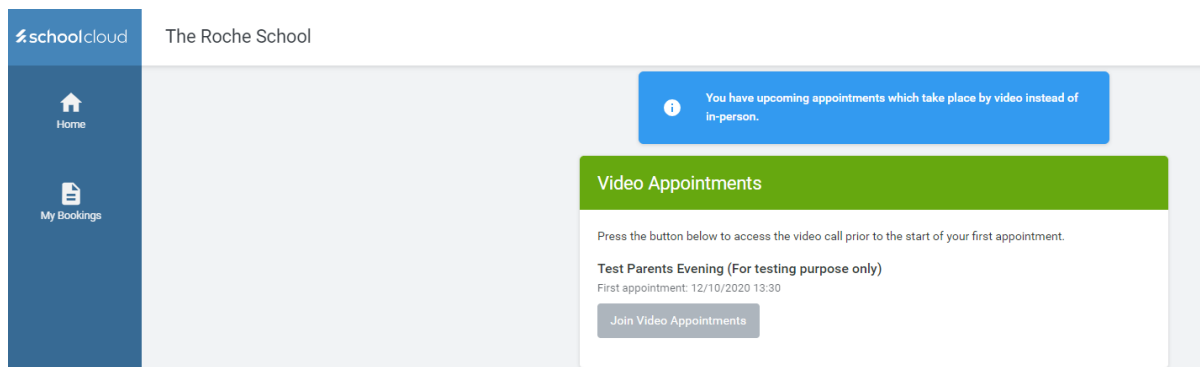 schoolcloud
The Roche School
Home
My Bookings
You have upcoming appointments which take place by video instead of
in-person.
Video Appointments
Press the button below to access the video call prior to the start of your first appointment.
Test Parents Evening (For testing purpose only)
First appointment: 12/10/2020 13:30
Join Video Appointments